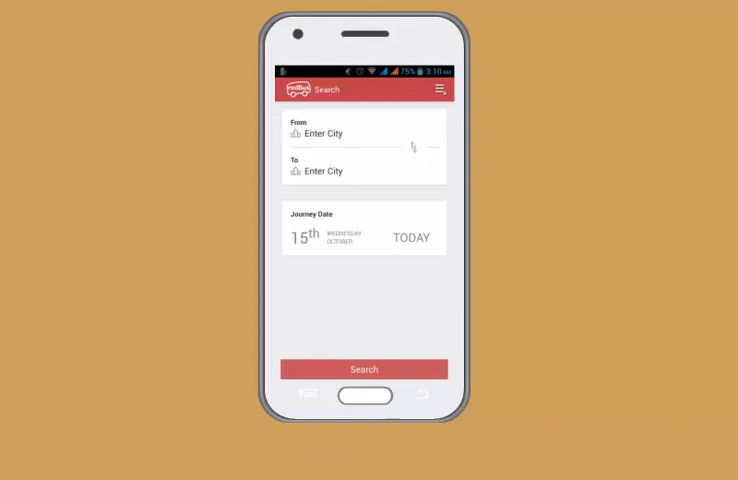 75% 3:10 AM
redBus Search
From
Enter City
To
Enter City
Journey Date
15th WEDNESDAY OCTOBER TODAY
Search